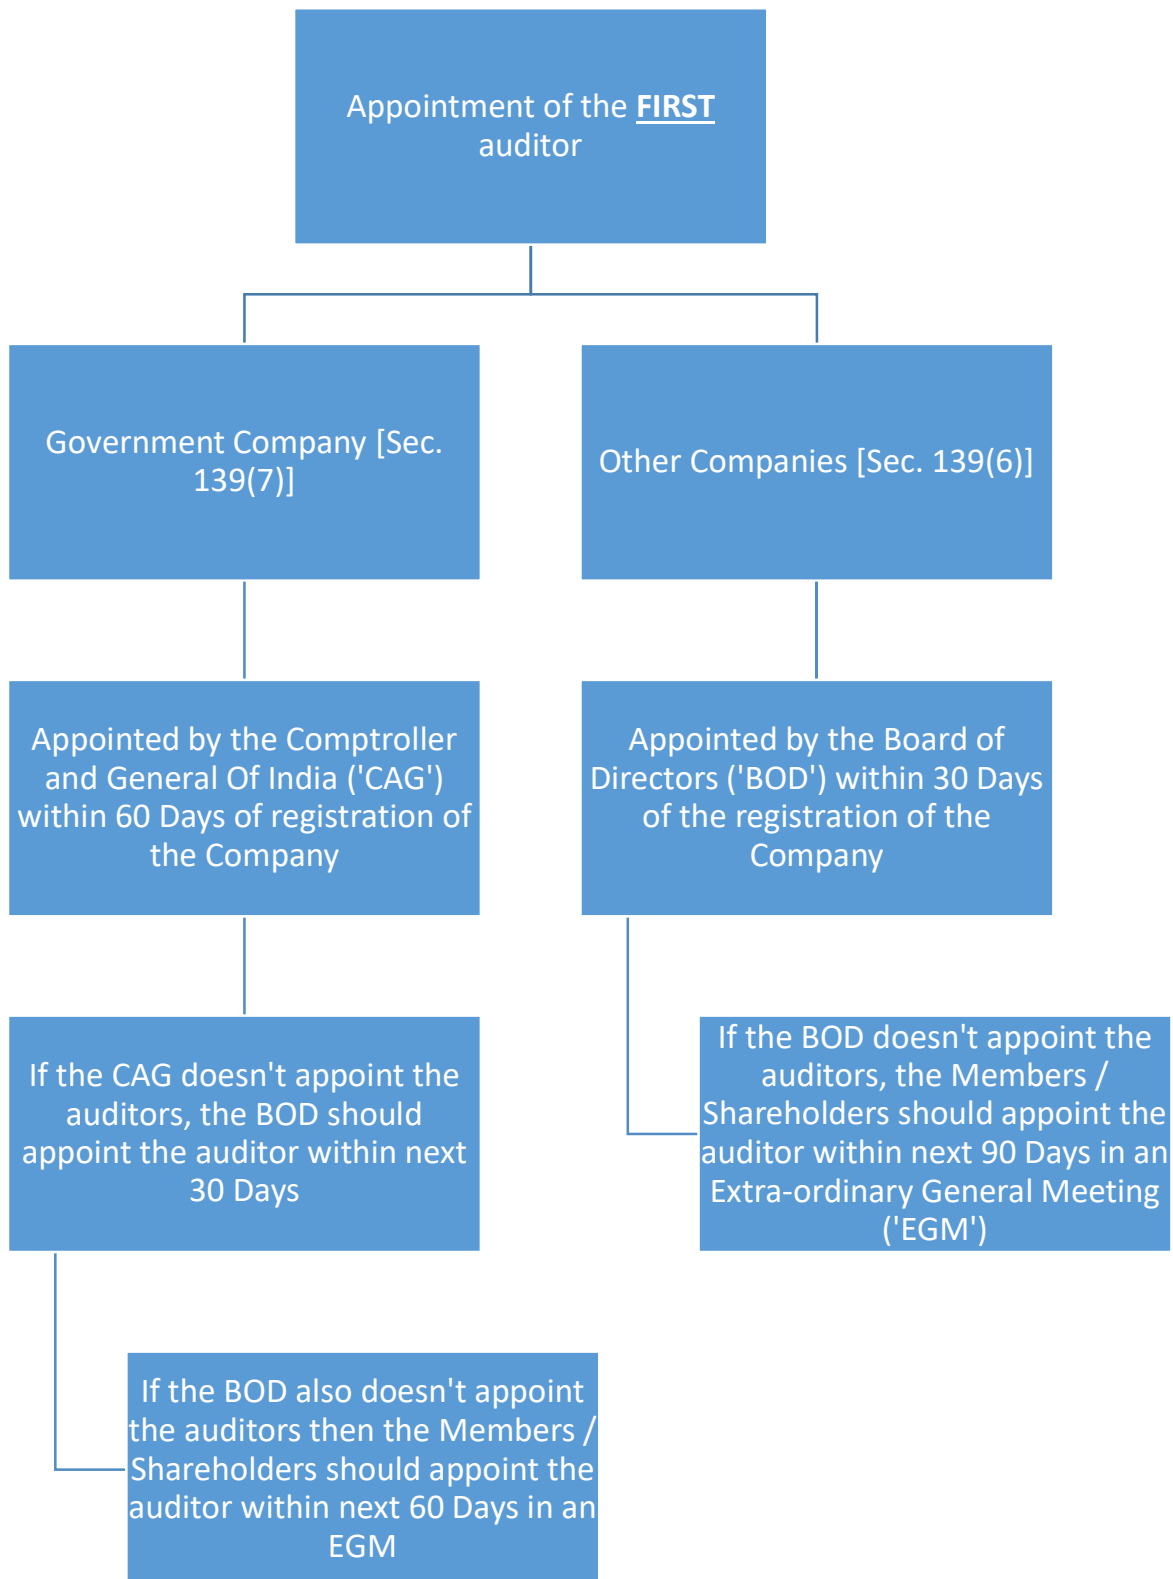 Appointment of the FIRST
auditor
Government Company [Sec.
139(7)]
Other Companies [Sec. 139(6)]
Appointed by the Comptroller
and General Of India ('CAG')
within 60 Days of registration of
the Company
Appointed by the Board of
Directors ('BOD') within 30 Days
of the registration of the
Company
If the CAG doesn't appoint the
auditors, the BOD should
appoint the auditor within next
30 Days
If the BOD doesn't appoint the
auditors, the Members /
Shareholders should appoint the
auditor within next 90 Days in an
Extra-ordinary General Meeting
('EGM')
If the BOD also doesn't appoint
the auditors then the Members /
Shareholders should appoint the
auditor within next 60 Days in an
EGM